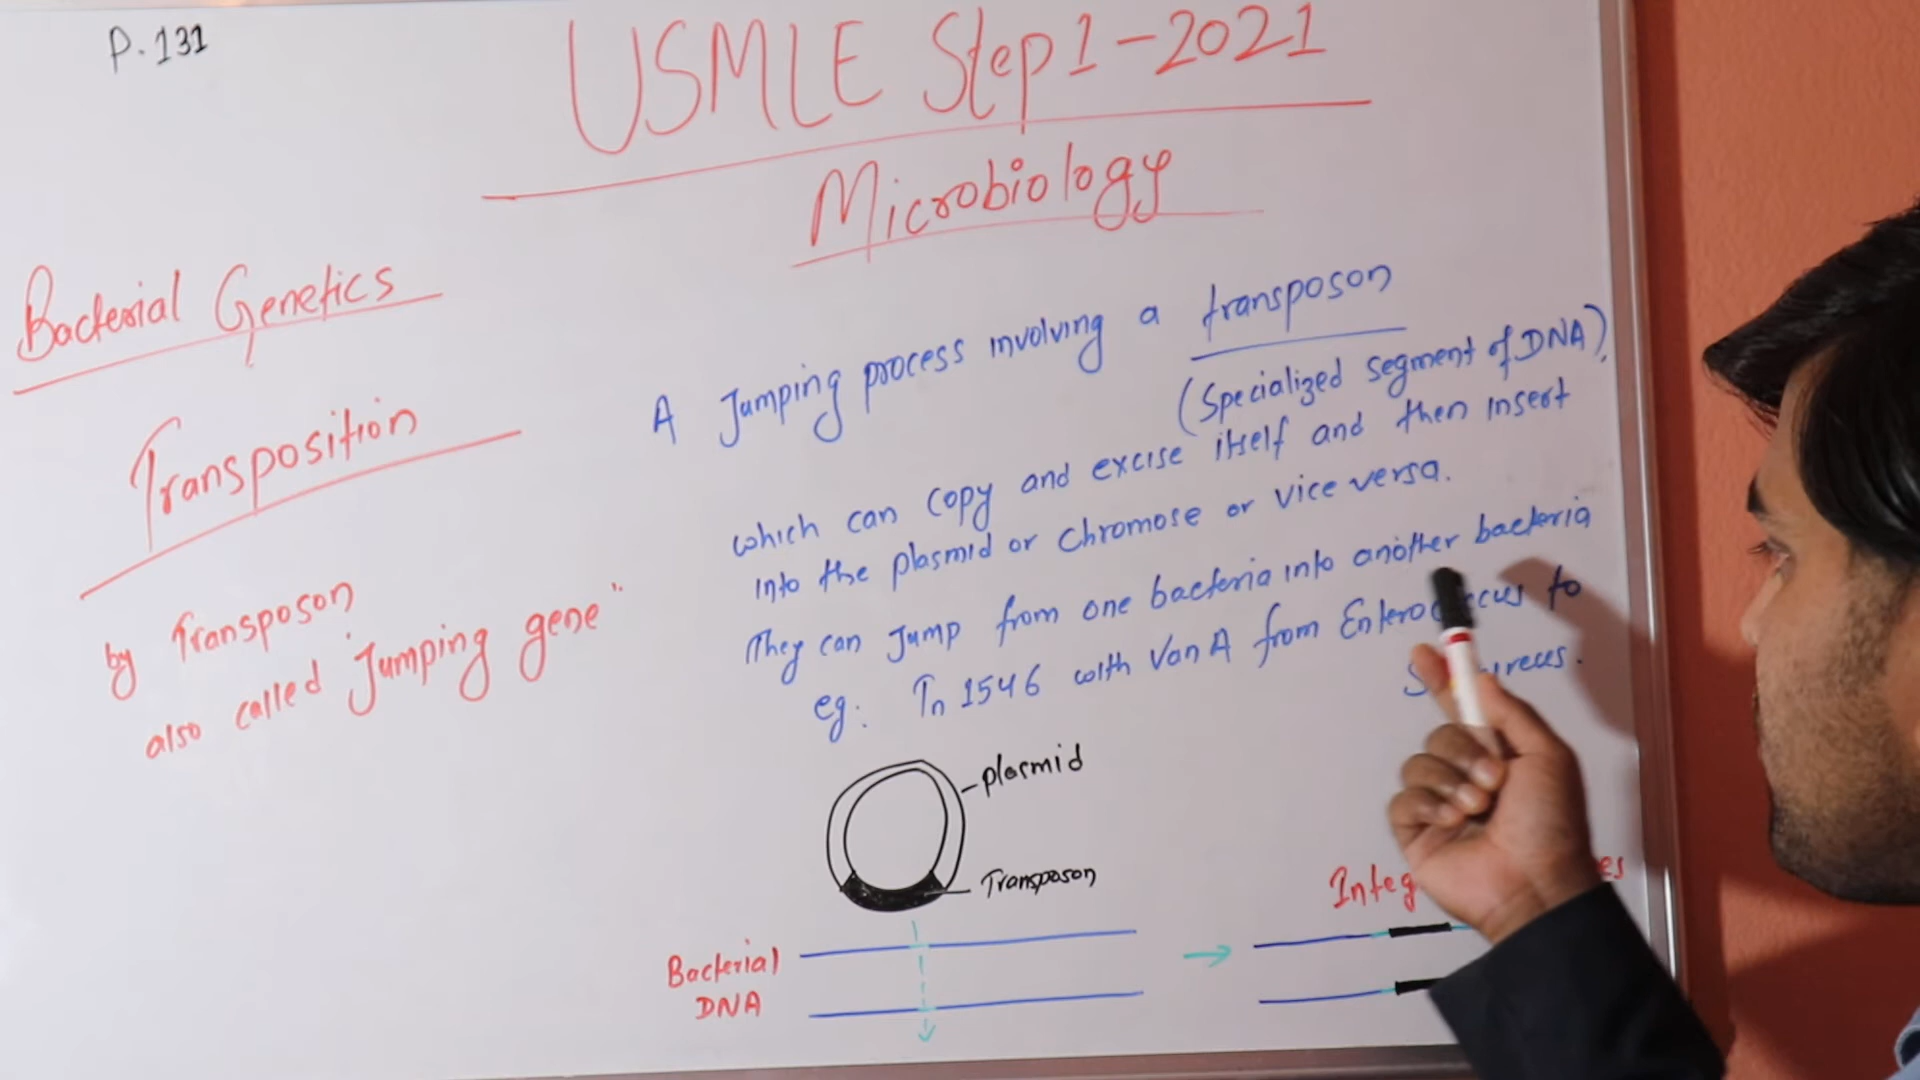 P.131
USMLE Step 1-2021
Microbiology
Bacterial Genetics
Transposition
by Transposon
also called "Jumping gene"
A Jumping process involving a transposon
(Specialized segment of DNA),
which can copy and excise itself and then insert
into the plasmid or chromose or vice versa.
They can jump from one bacteria into another bacteria
eg: Tn 1546 with Van A from to
plasmid
Transposon
Bacterial
DNA